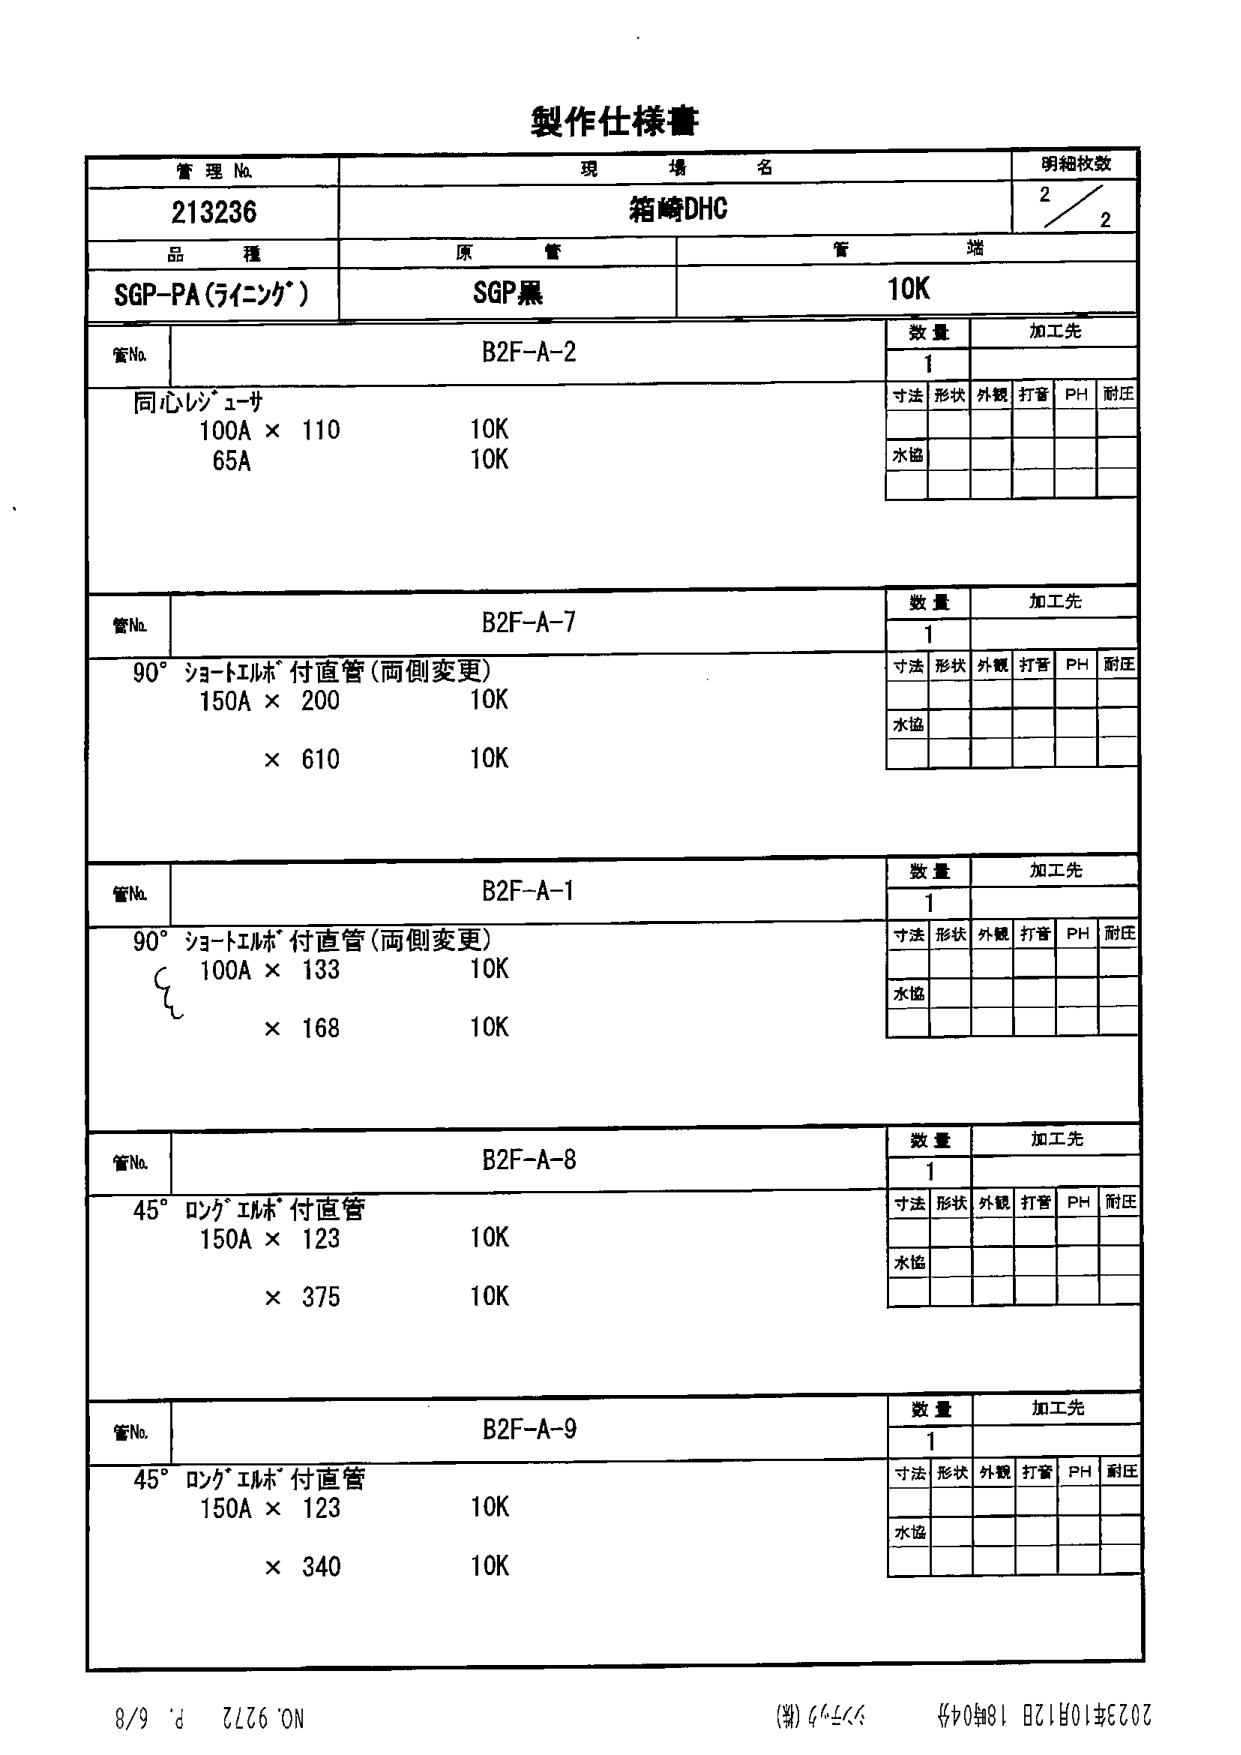 製作仕様書
管 理 No. 現 場 名 明細枚数
213236 箱崎DHC 2/2
品 種 原 管 管 端
SGP-PA(ﾗｲﾆﾝｸﾞ) SGP黒 10K
管No. B2F-A-2 数 量 加工先
1
同心ﾚｼﾞｭｰｻ 寸法 形状 外観 打音 PH 耐圧
100A × 110 10K
65A 10K 水協
管No. B2F-A-7 数 量 加工先
1
90° ｼｮｰﾄｴﾙﾎﾞ付直管(両側変更) 寸法 形状 外観 打音 PH 耐圧
150A × 200 10K
水協
× 610 10K
管No. B2F-A-1 数 量 加工先
1
90° ｼｮｰﾄｴﾙﾎﾞ付直管(両側変更) 寸法 形状 外観 打音 PH 耐圧
100A × 133 10K
水協
× 168 10K
管No. B2F-A-8 数 量 加工先
1
45° ﾛﾝｸﾞｴﾙﾎﾞ付直管 寸法 形状 外観 打音 PH 耐圧
150A × 123 10K
水協
× 375 10K
管No. B2F-A-9 数 量 加工先
1
45° ﾛﾝｸﾞｴﾙﾎﾞ付直管 寸法 形状 外観 打音 PH 耐圧
150A × 123 10K
水協
× 340 10K
2023年10月12日 18時04分 シンテック(株) NO. 9272 P. 6/8